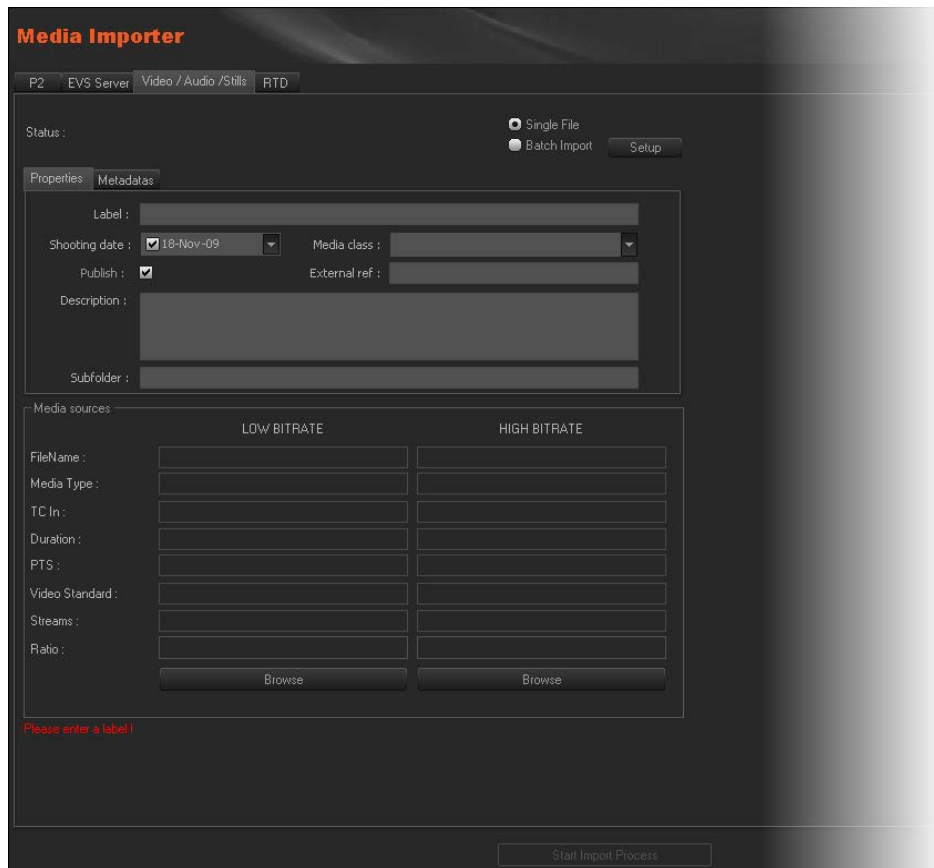 Media Importer
P2 EVS Server Video / Audio /Stills RTD
Status :
Single File
Batch Import Setup
Properties Metadatas
Label :
Shooting date : 18-Nov-09 Media class :
Publish : External ref :
Description :
Subfolder :
Media sources
LOW BITRATE HIGH BITRATE
FileName :
Media Type :
TC In :
Duration :
PTS :
Video Standard :
Streams :
Ratio :
Browse Browse
Please enter a label !
Start Import Process